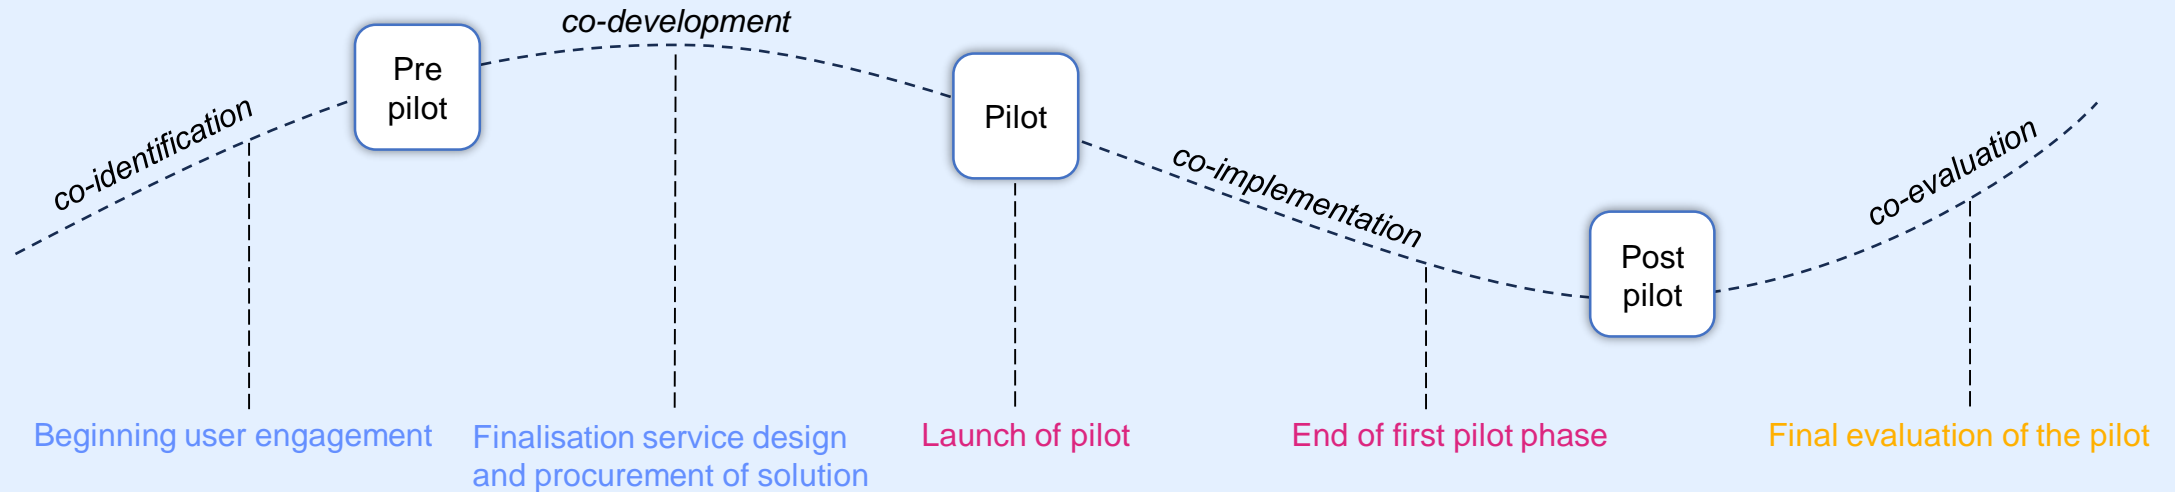 co-development
Pre
pilot
co-identification
Pilot
co-implementation
co-evaluation
Post
pilot
Beginning user engagement
Finalisation service design
and procurement of solution
Launch of pilot
End of first pilot phase
Final evaluation of the pilot